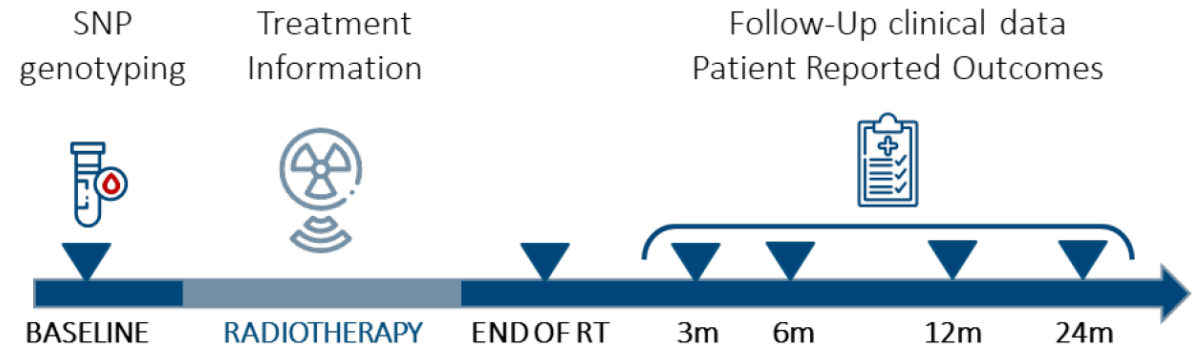 SNP
genotyping
Treatment
Information
Follow-Up clinical data
Patient Reported Outcomes
BASELINE
RADIOTHERAPY
END OF RT
3m
6m
12m
24m